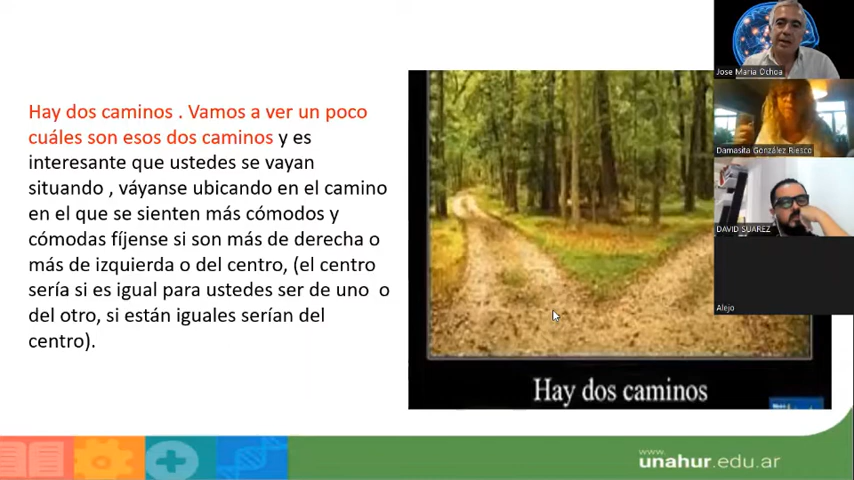 Hay dos caminos . Vamos a ver un poco
cuáles son esos dos caminos y es
interesante que ustedes se vayan
situando , váyanse ubicando en el camino
en el que se sienten más cómodos y
cómodas fíjense si son más de derecha o
más de izquierda o del centro, (el centro
sería si es igual para ustedes ser de uno  o
del otro, si están iguales serían del
centro).
Hay dos caminos
Jose Maria Ochoa
Damasita González Riesco
DAVID SUAREZ
Alejo
www.
unahur.edu.ar